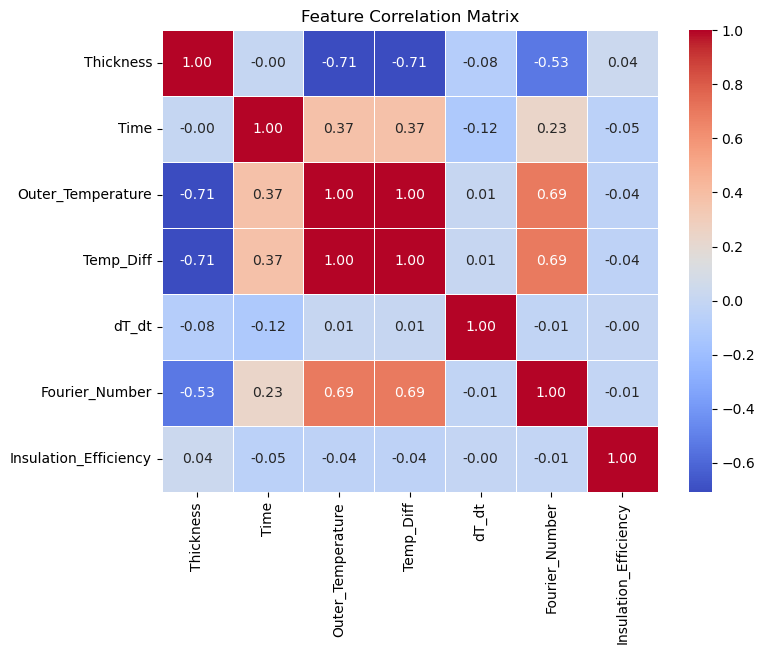 Feature Correlation Matrix
Thickness 1.00 -0.00 -0.71 -0.71 -0.08 -0.53 0.04
Time -0.00 1.00 0.37 0.37 -0.12 0.23 -0.05
Outer_Temperature -0.71 0.37 1.00 1.00 0.01 0.69 -0.04
Temp_Diff -0.71 0.37 1.00 1.00 0.01 0.69 -0.04
dT_dt -0.08 -0.12 0.01 0.01 1.00 -0.01 -0.00
Fourier_Number -0.53 0.23 0.69 0.69 -0.01 1.00 -0.01
Insulation_Efficiency 0.04 -0.05 -0.04 -0.04 -0.00 -0.01 1.00
Thickness
Time
Outer_Temperature
Temp_Diff
dT_dt
Fourier_Number
Insulation_Efficiency
1.0
0.8
0.6
0.4
0.2
0.0
−0.2
−0.4
−0.6